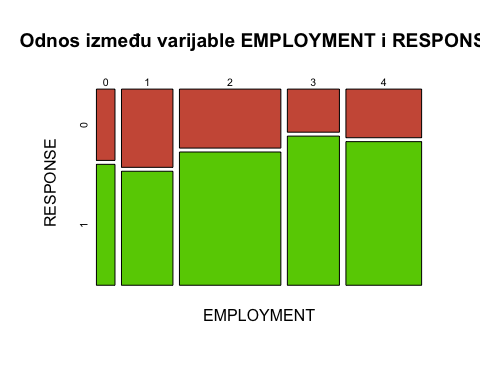 Odnos između varijable EMPLOYMENT i RESPONS
0 1 2 3 4
0
RESPONSE
1
EMPLOYMENT